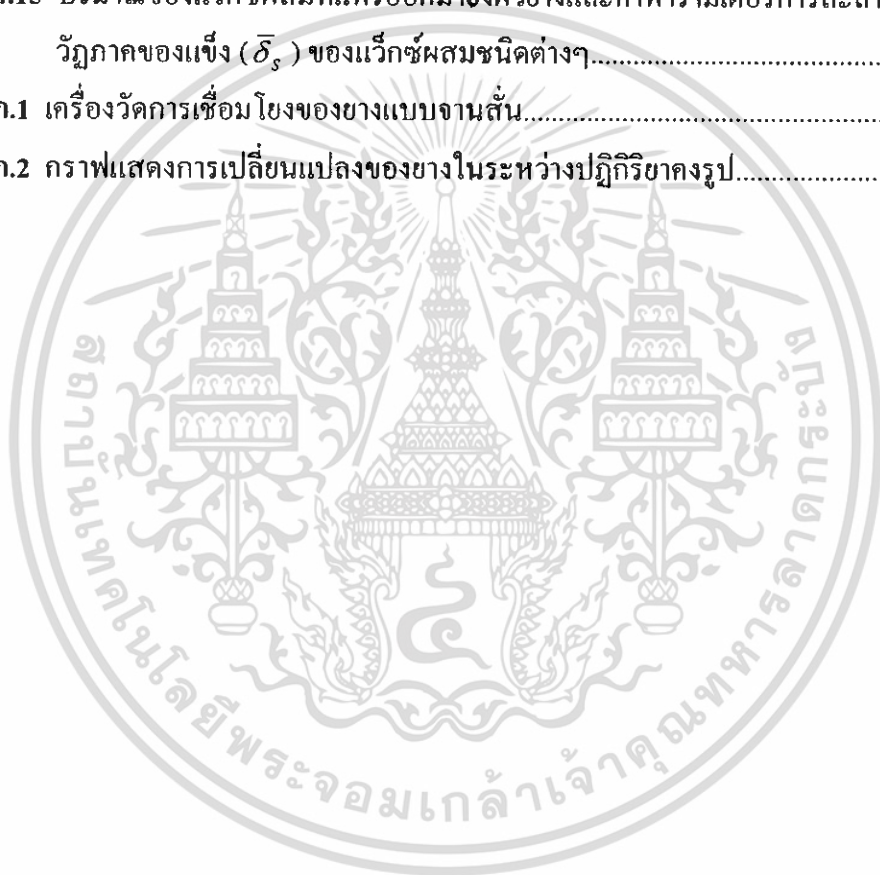 วัฏภาคของแข็ง (δ̄ₛ) ของแว็กซ์ผสมชนิดต่างๆ
ค.1 เครื่องวัดการเชื่อมโยงของยางแบบจานสั่น
ค.2 กราฟแสดงการเปลี่ยนแปลงของยางในระหว่างปฏิกิริยาคงรูป
สถาบันเทคโนโลยีพระจอมเกล้าเจ้าคุณทหารลาดกระบัง